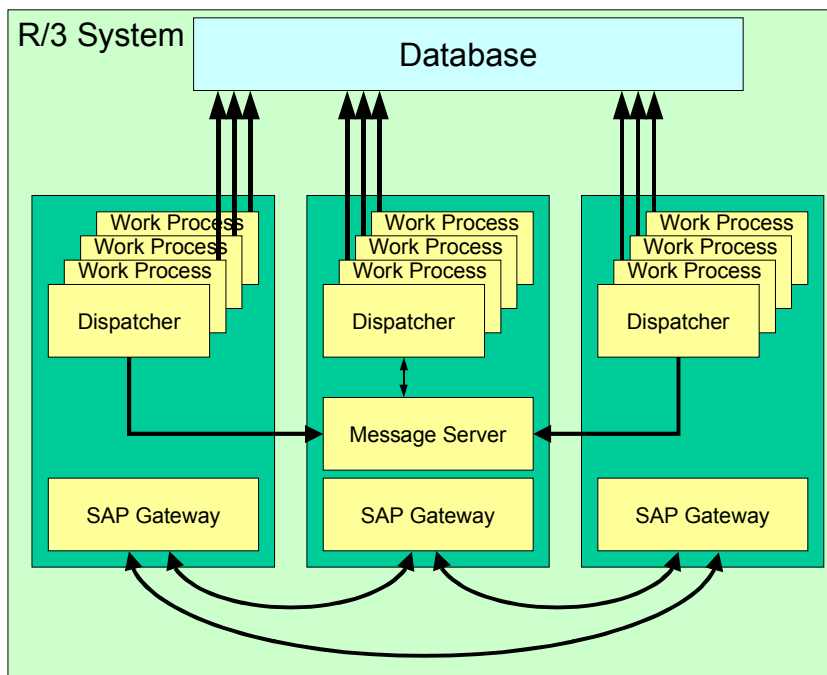 R/3 System
Database
Work Process
Work Process
Work Process
Dispatcher
Work Process
Work Process
Work Process
Dispatcher
Work Process
Work Process
Work Process
Dispatcher
Message Server
SAP Gateway
SAP Gateway
SAP Gateway